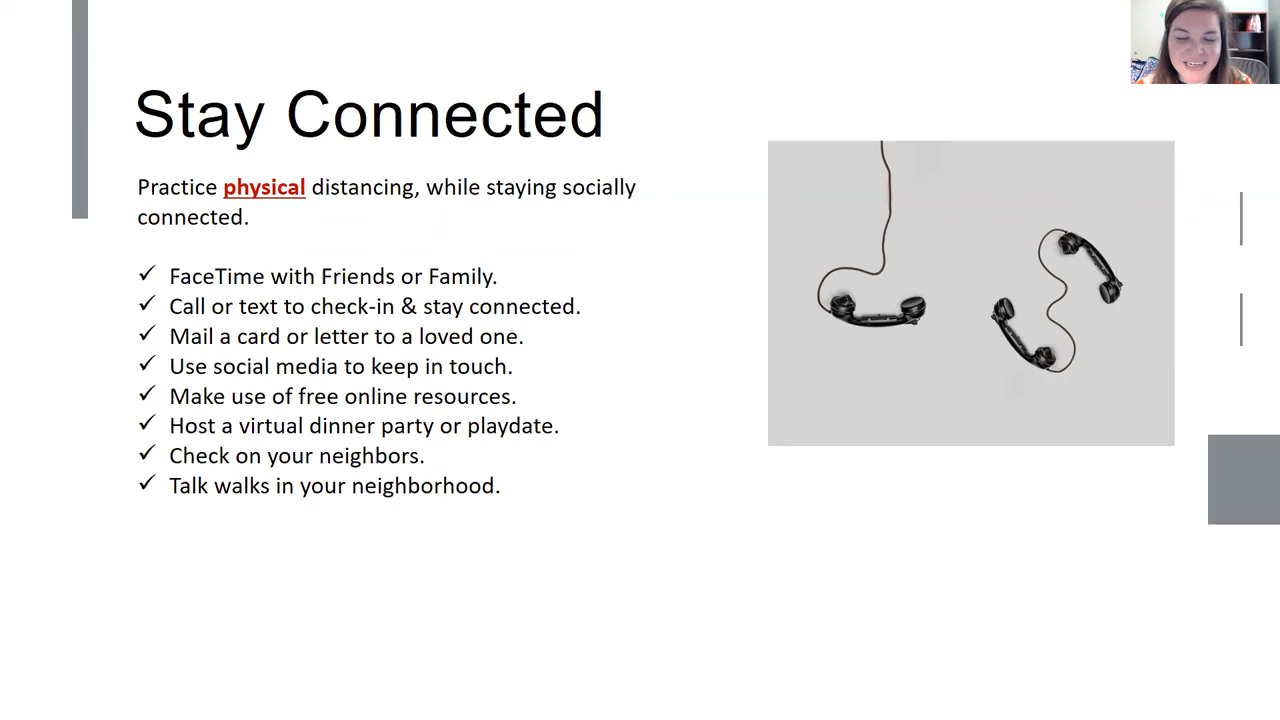 Stay Connected
Practice physical distancing, while staying socially
connected.
✓ FaceTime with Friends or Family.
✓ Call or text to check-in & stay connected.
✓ Mail a card or letter to a loved one.
✓ Use social media to keep in touch.
✓ Make use of free online resources.
✓ Host a virtual dinner party or playdate.
✓ Check on your neighbors.
✓ Talk walks in your neighborhood.